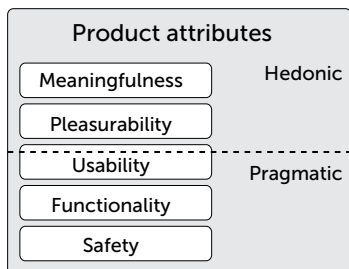 Product attributes
Meaningfulness
Hedonic
Pleasurability
Usability
Pragmatic
Functionality
Safety